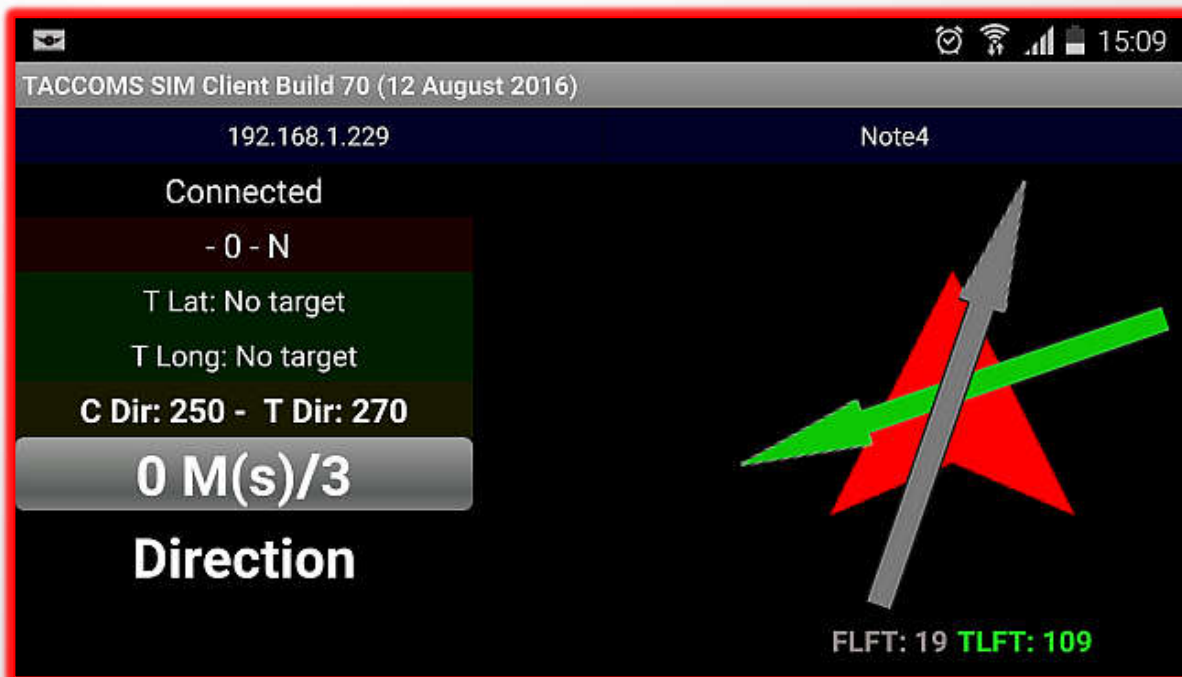 15:09
TACCOMS SIM Client Build 70 (12 August 2016)
192.168.1.229
Note4
Connected
- 0 - N
T Lat: No target
T Long: No target
C Dir: 250 - T Dir: 270
0 M(s)/3
Direction
FLFT: 19 TLFT: 109